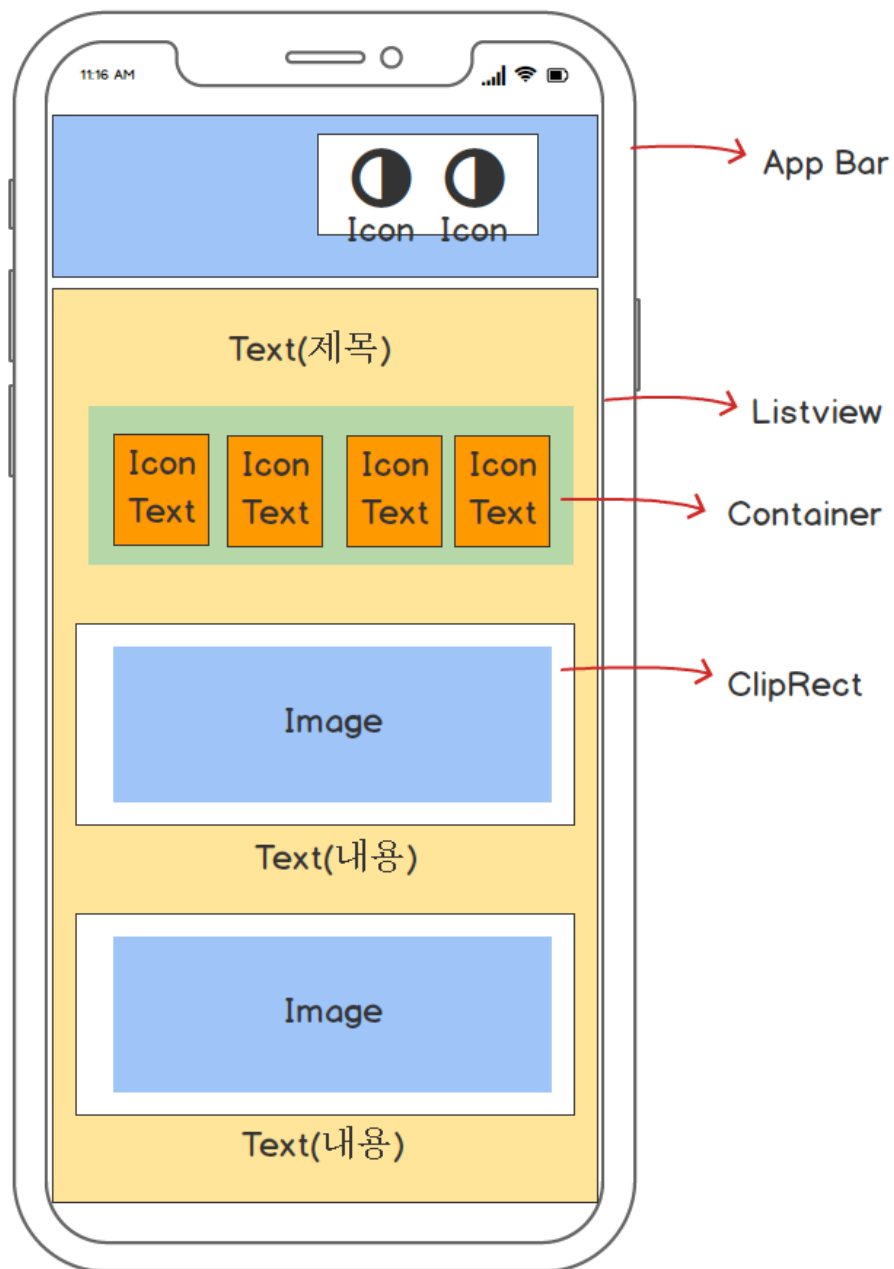 11:16 AM
Icon Icon
App Bar
Text(제목)
Listview
Icon Icon Icon Icon
Text Text Text Text
Container
ClipRect
Image
Text(내용)
Image
Text(내용)